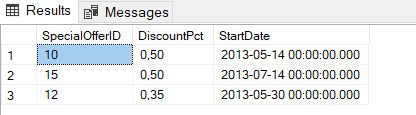 Results Messages
SpecialOfferID DiscountPct StartDate
1 10 0,50 2013-05-14 00:00:00.000
2 15 0,50 2013-07-14 00:00:00.000
3 12 0,35 2013-05-30 00:00:00.000